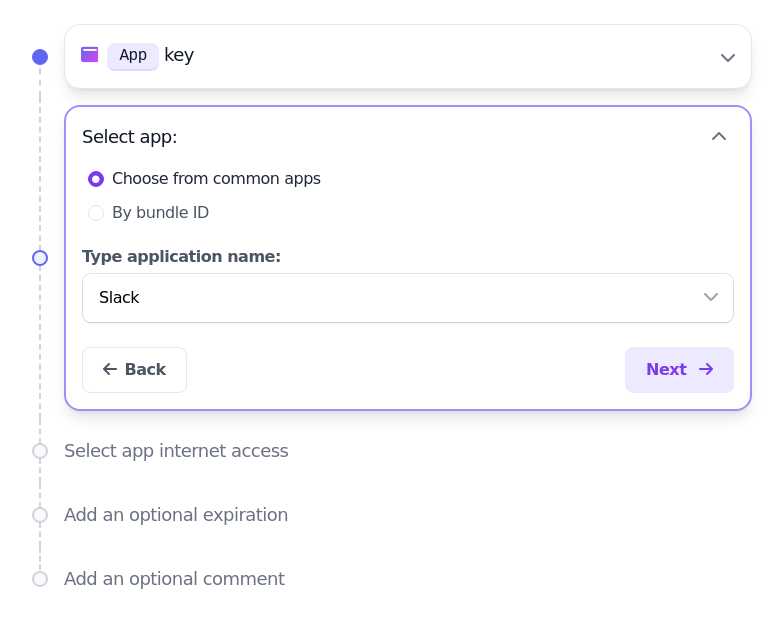 App key
Select app:
Choose from common apps
By bundle ID
Type application name:
Slack
Back
Next
Select app internet access
Add an optional expiration
Add an optional comment